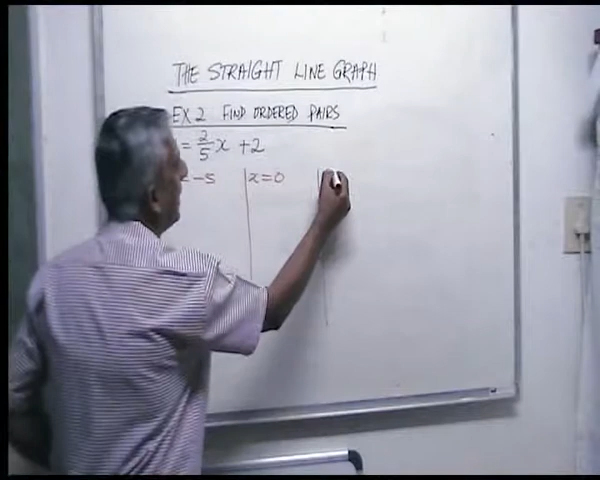 THE STRAIGHT LINE GRAPH
EX 2 FIND ORDERED PAIRS
= 2/5 x + 2
-5 x=0